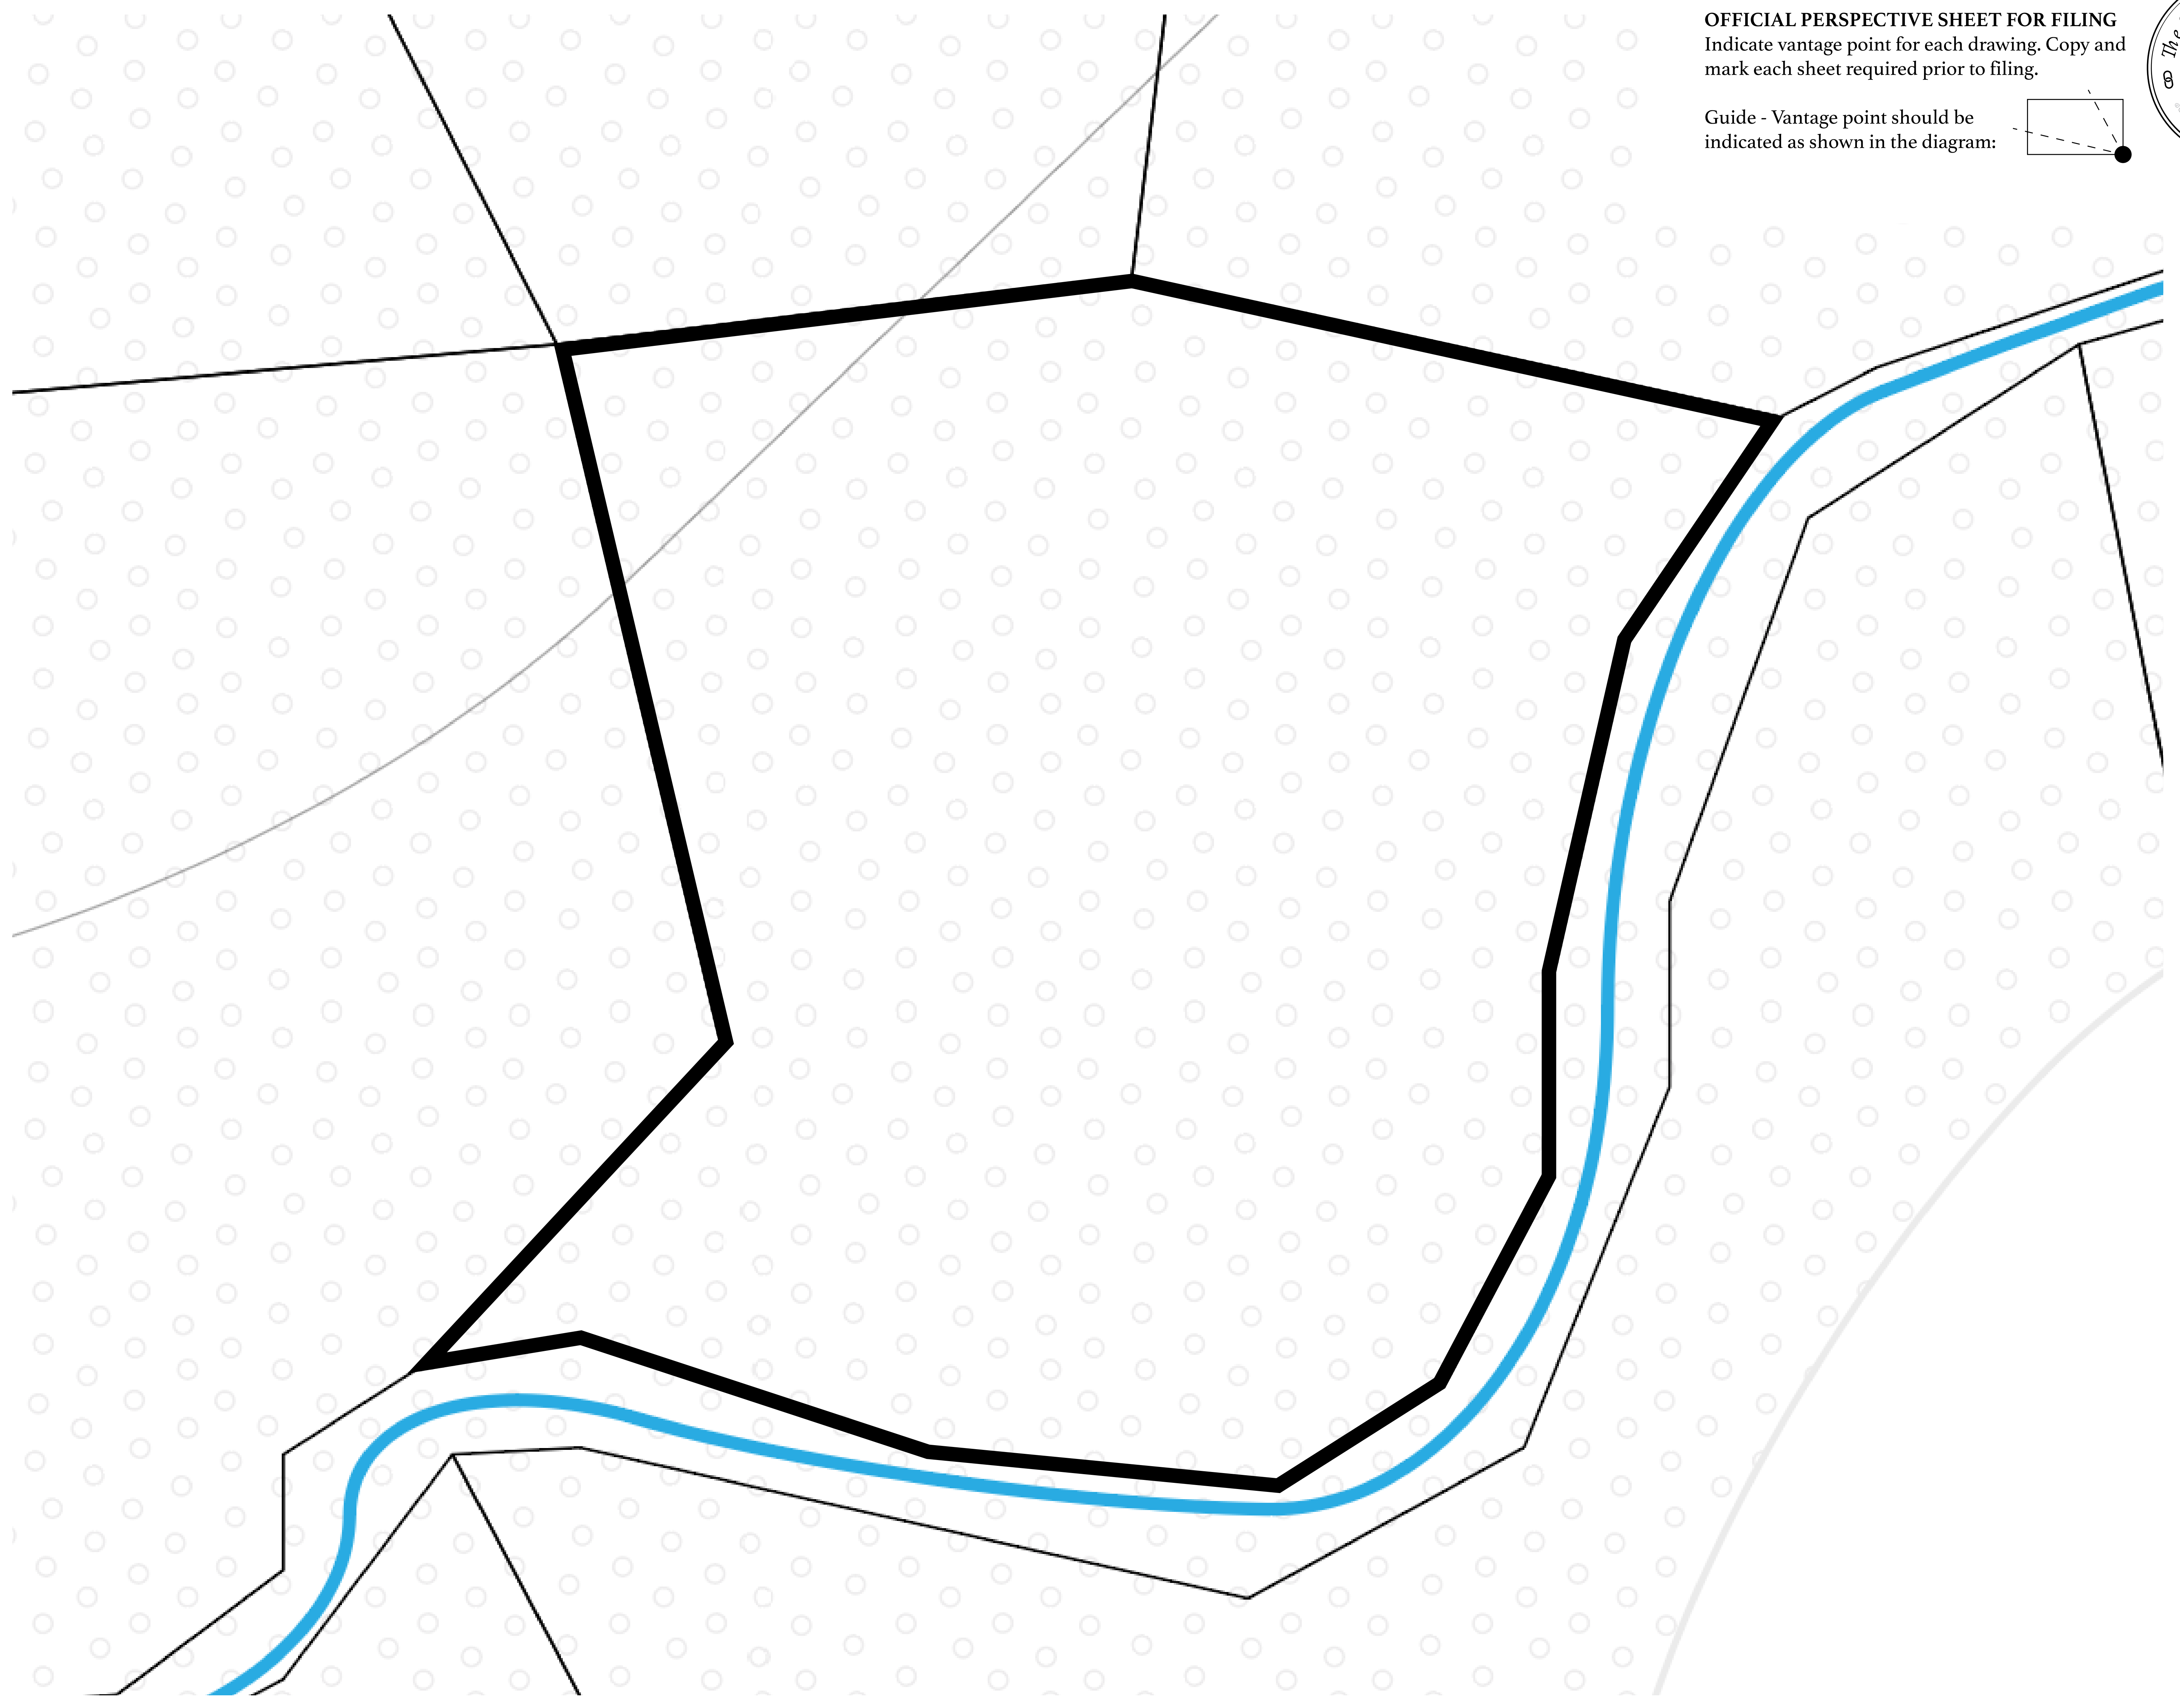 OFFICIAL PERSPECTIVE SHEET FOR FILING
Indicate vantage point for each drawing. Copy and
mark each sheet required prior to filing.
Guide - Vantage point should be
indicated as shown in the diagram:
The